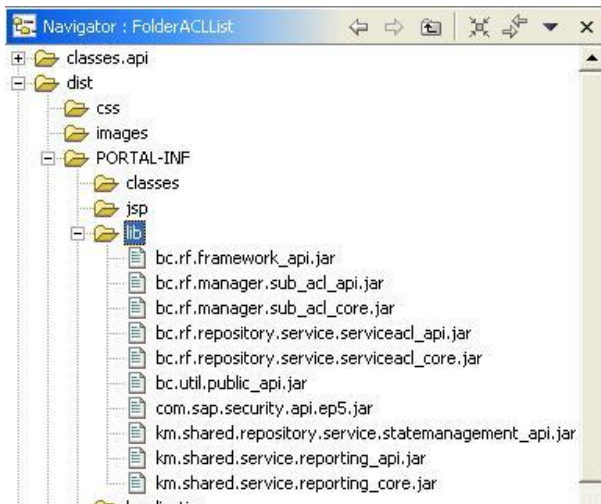 Navigator : FolderACLList
classes.api
dist
css
images
PORTAL-INF
classes
jsp
lib
bc.rf.framework_api.jar
bc.rf.manager.sub_acl_api.jar
bc.rf.manager.sub_acl_core.jar
bc.rf.repository.service.serviceacl_api.jar
bc.rf.repository.service.serviceacl_core.jar
bc.util.public_api.jar
com.sap.security.api.ep5.jar
km.shared.repository.service.statemanagement_api.jar
km.shared.service.reporting_api.jar
km.shared.service.reporting_core.jar